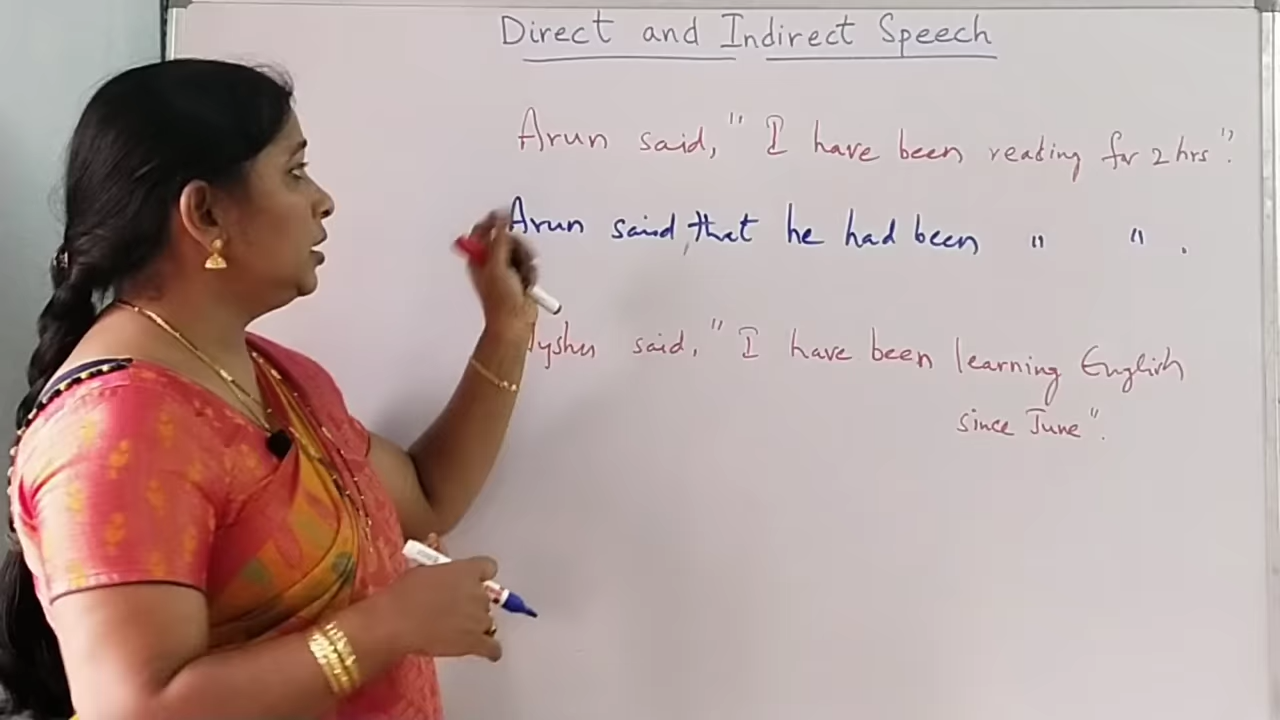 Direct and Indirect Speech
Arun said, " I have been reading for 2 hrs".
Arun said, that he had been " " .
said, " I have been learning English
since June".